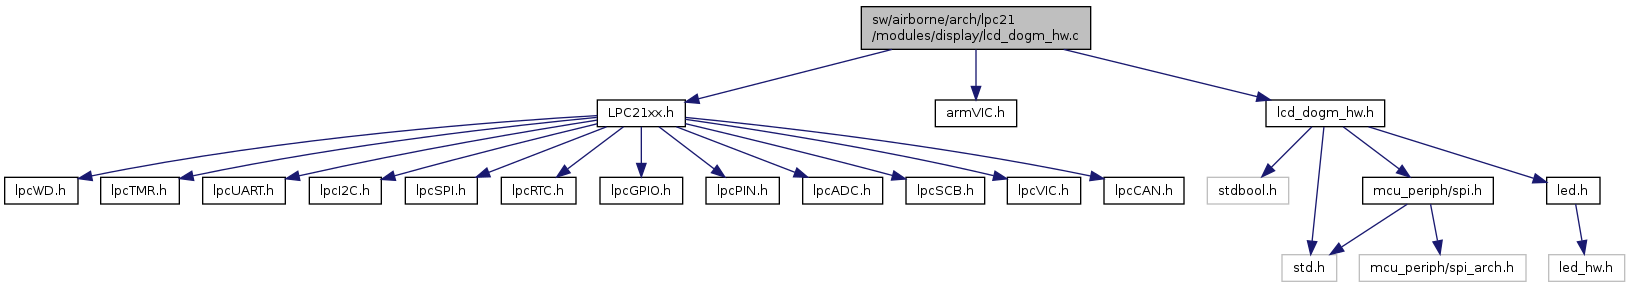 sw/airborne/arch/lpc21
/modules/display/lcd_dogm_hw.c
LPC21xx.h
armVIC.h
lcd_dogm_hw.h
lpcWD.h
lpcTMR.h
lpcUART.h
lpcI2C.h
lpcSPI.h
lpcRTC.h
lpcGPIO.h
lpcPIN.h
lpcADC.h
lpcSCB.h
lpcVIC.h
lpcCAN.h
stdbool.h
mcu_periph/spi.h
led.h
std.h
mcu_periph/spi_arch.h
led_hw.h